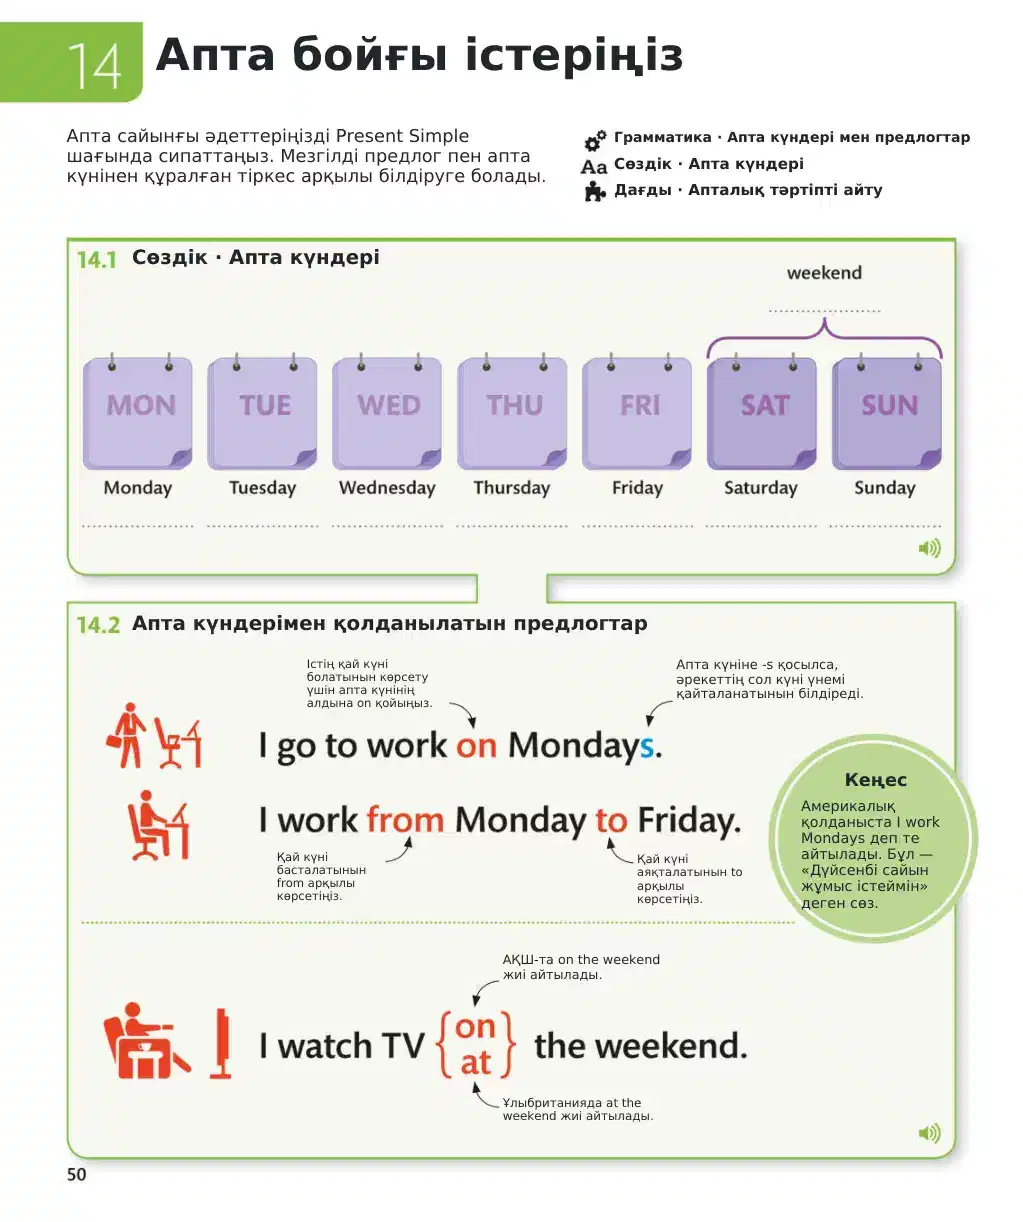 14
Апта бойғы істеріңіз
Апта сайынғы әдеттеріңізді Present Simple
шағында сипаттаңыз. Мезгілді предлог пен апта
күнінен құралған тіркес арқылы білдіруге болады.
Грамматика · Апта күндері мен предлогтар
Aa Сөздік · Апта күндері
Дағды · Апталық тәртіпті айту
14.1 Сөздік · Апта күндері
weekend
MON TUE WED THU FRI SAT SUN
Monday Tuesday Wednesday Thursday Friday Saturday Sunday
14.2 Апта күндерімен қолданылатын предлогтар
Істің қай күні
болатынын көрсету
үшін апта күнінің
алдына on қойыңыз.
Апта күніне -s қосылса,
әрекеттің сол күні үнемі
қайталанатынын білдіреді.
I go to work on Mondays.
I work from Monday to Friday.
Қай күні
басталатынын
from арқылы
көрсетіңіз.
Қай күні
аяқталатынын to
арқылы
көрсетіңіз.
Кеңес
Америкалық
қолданыста I work
Mondays деп те
айтылады. Бұл —
«Дүйсенбі сайын
жұмыс істеймін»
деген сөз.
АҚШ-та on the weekend
жиі айтылады.
I watch TV {on at} the weekend.
Ұлыбританияда at the
weekend жиі айтылады.
50